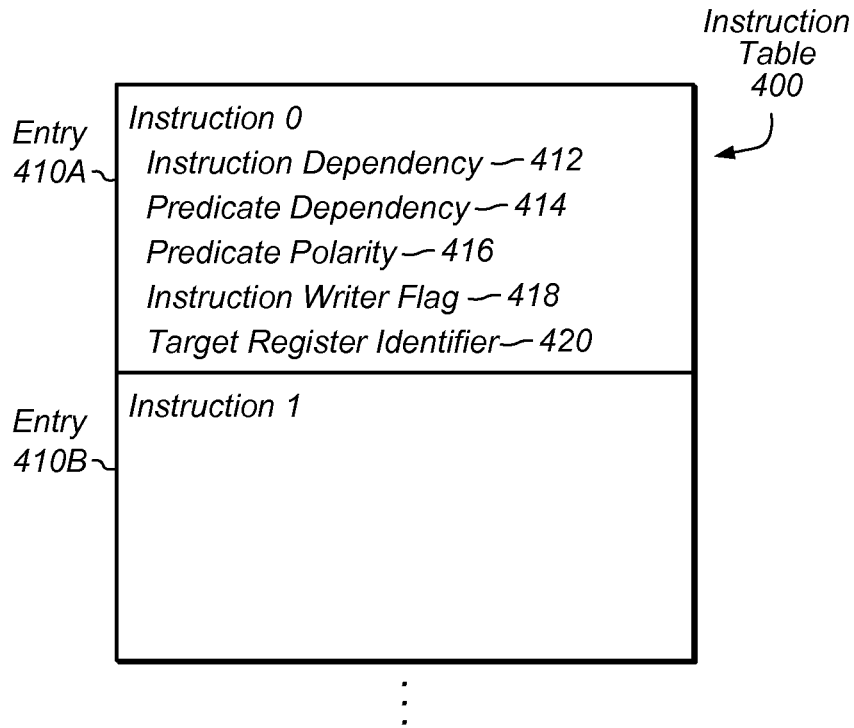 Instruction
Table
400
Entry
410A
Instruction 0
Instruction Dependency 412
Predicate Dependency 414
Predicate Polarity 416
Instruction Writer Flag 418
Target Register Identifier 420
Entry
410B
Instruction 1